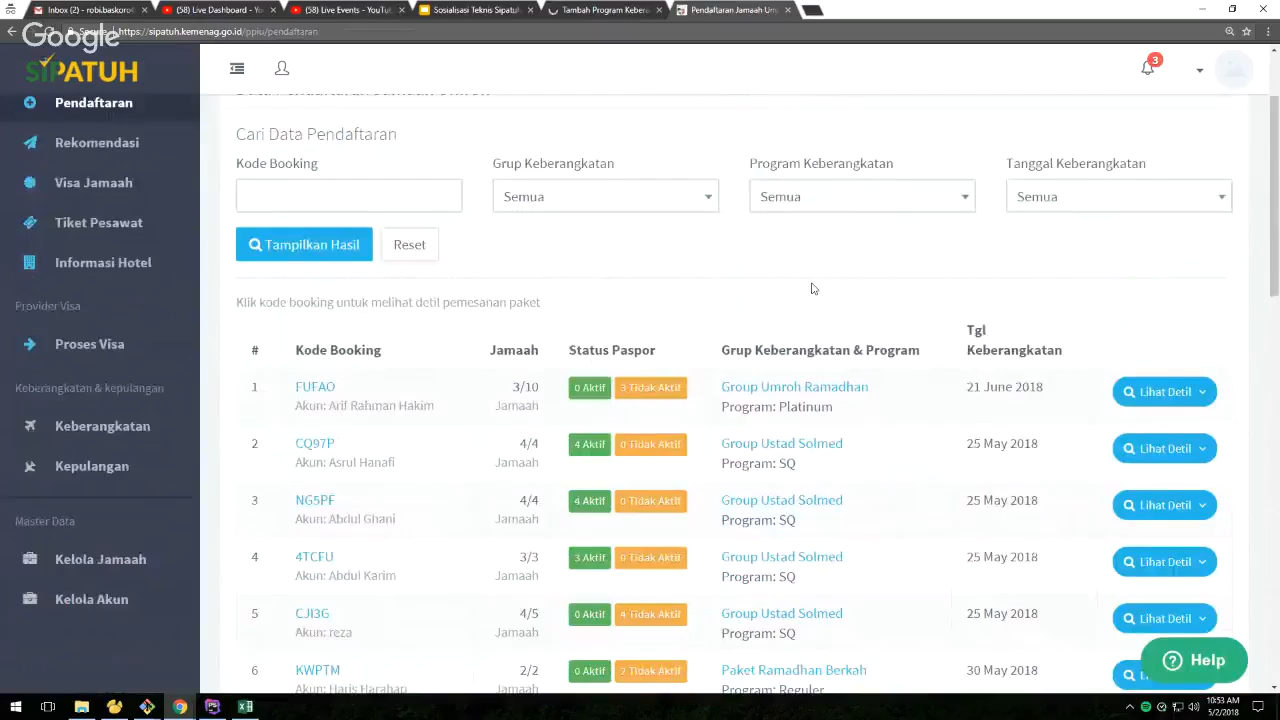 Inbox (968) - robi.baskoro6
(58) Live Dashboard - Yo
(58) Live Events - YouTube
Sosialisasi Teknis Sipatuh
Tambah Program Keber
Pendaftaran Jamaah Um
Google
Secure https://sipatuh.kemenag.go.id/ppiu/pendaftaran
SIPATUH
3
Pendaftaran
Rekomendasi
Visa Jamaah
Tiket Pesawat
Informasi Hotel
Provider Visa
Proses Visa
Keberangkatan & kepulangan
Keberangkatan
Kepulangan
Master Data
Kelola Jamaah
Kelola Akun
Cari Data Pendaftaran
Kode Booking Grup Keberangkatan Program Keberangkatan Tanggal Keberangkatan
Semua Semua Semua
Tampilkan Hasil Reset
Klik kode booking untuk melihat detil pemesanan paket
# Kode Booking Jamaah Status Paspor Grup Keberangkatan & Program Tgl Keberangkatan
1 FUFAO 3/10 0 Aktif 3 Tidak Aktif Group Umroh Ramadhan 21 June 2018 Lihat Detil
Akun: Arif Rahman Hakim Jamaah Program: Platinum
2 CQ97P 4/4 4 Aktif 0 Tidak Aktif Group Ustad Solmed 25 May 2018 Lihat Detil
Akun: Asrul Hanafi Jamaah Program: SQ
3 NG5PF 4/4 4 Aktif 0 Tidak Aktif Group Ustad Solmed 25 May 2018 Lihat Detil
Akun: Abdul Ghani Jamaah Program: SQ
4 4TCFU 3/3 3 Aktif 0 Tidak Aktif Group Ustad Solmed 25 May 2018 Lihat Detil
Akun: Abdul Karim Jamaah Program: SQ
5 CJI3G 4/5 0 Aktif 4 Tidak Aktif Group Ustad Solmed 25 May 2018 Lihat Detil
Akun: reza Jamaah Program: SQ
6 KWPTM 2/2 0 Aktif 2 Tidak Aktif Paket Ramadhan Berkah 30 May 2018
Akun: Haris Harahap Jamaah Program: Reguler
Help
10:53 AM
5/2/2018